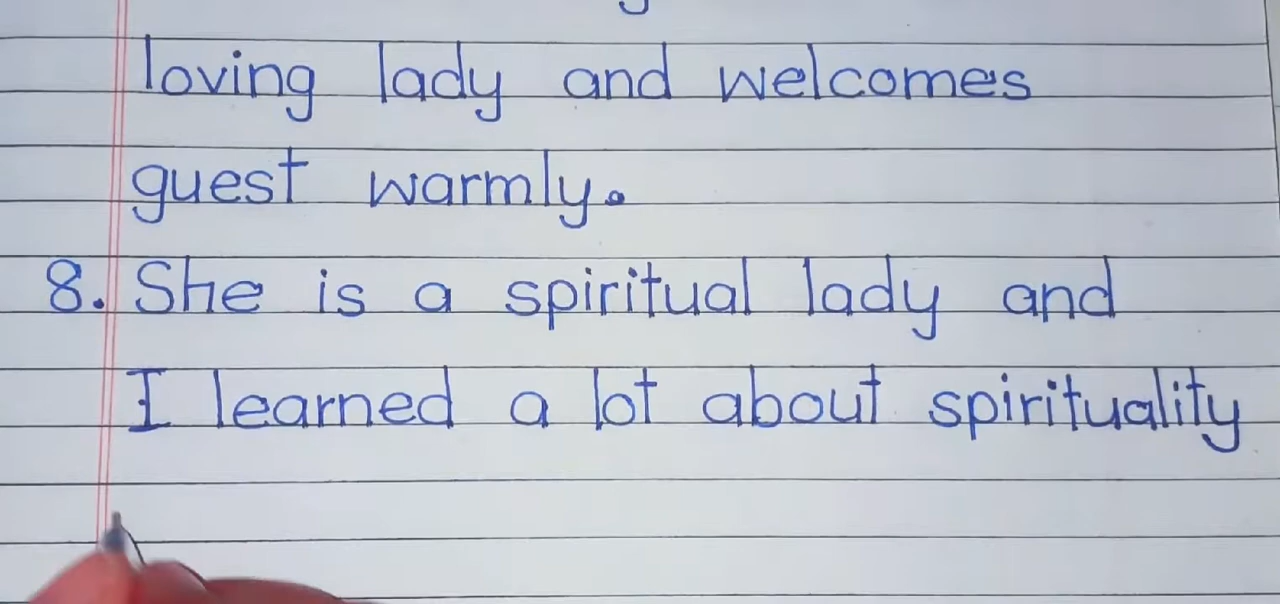 loving lady and welcomes
guest warmly.
8. She is a spiritual lady and
I learned a lot about spirituality